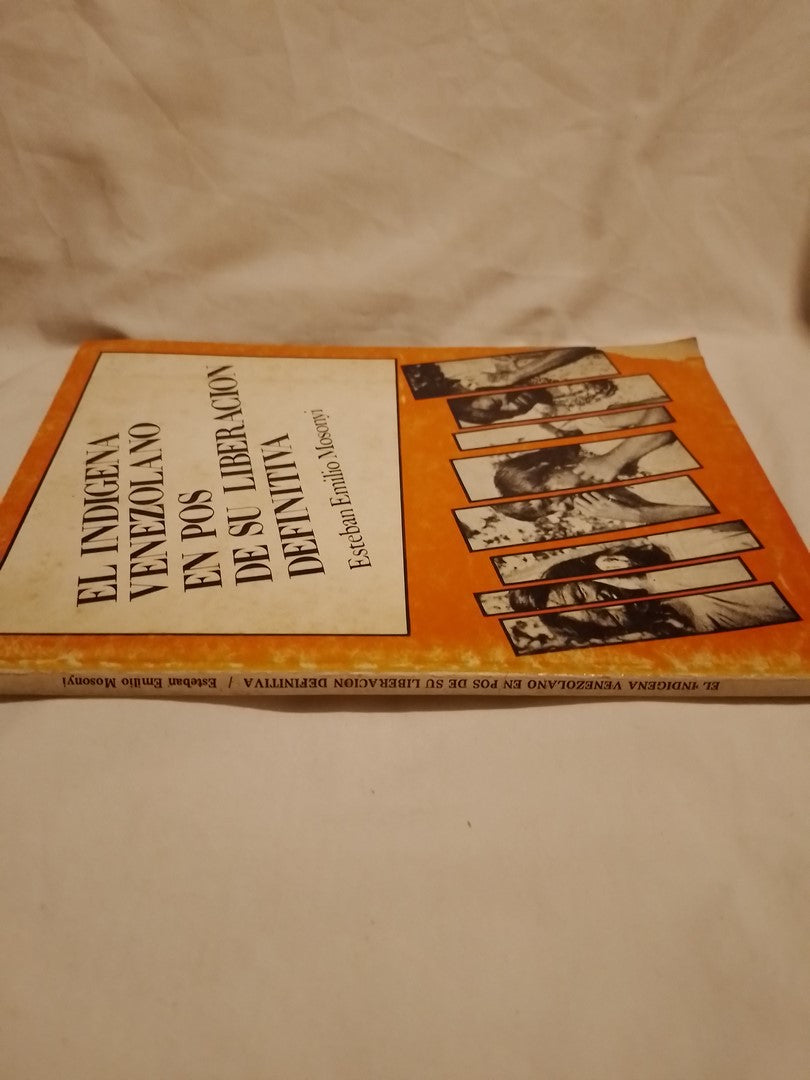 EL INDIGENA
VENEZOLANO
EN POS
DE SU LIBERACION
DEFINITIVA
Esteban Emilio Mosonyi
EL INDIGENA VENEZOLANO EN POS DE SU LIBERACION DEFINITIVA / Esteban Emilio Mosonyi